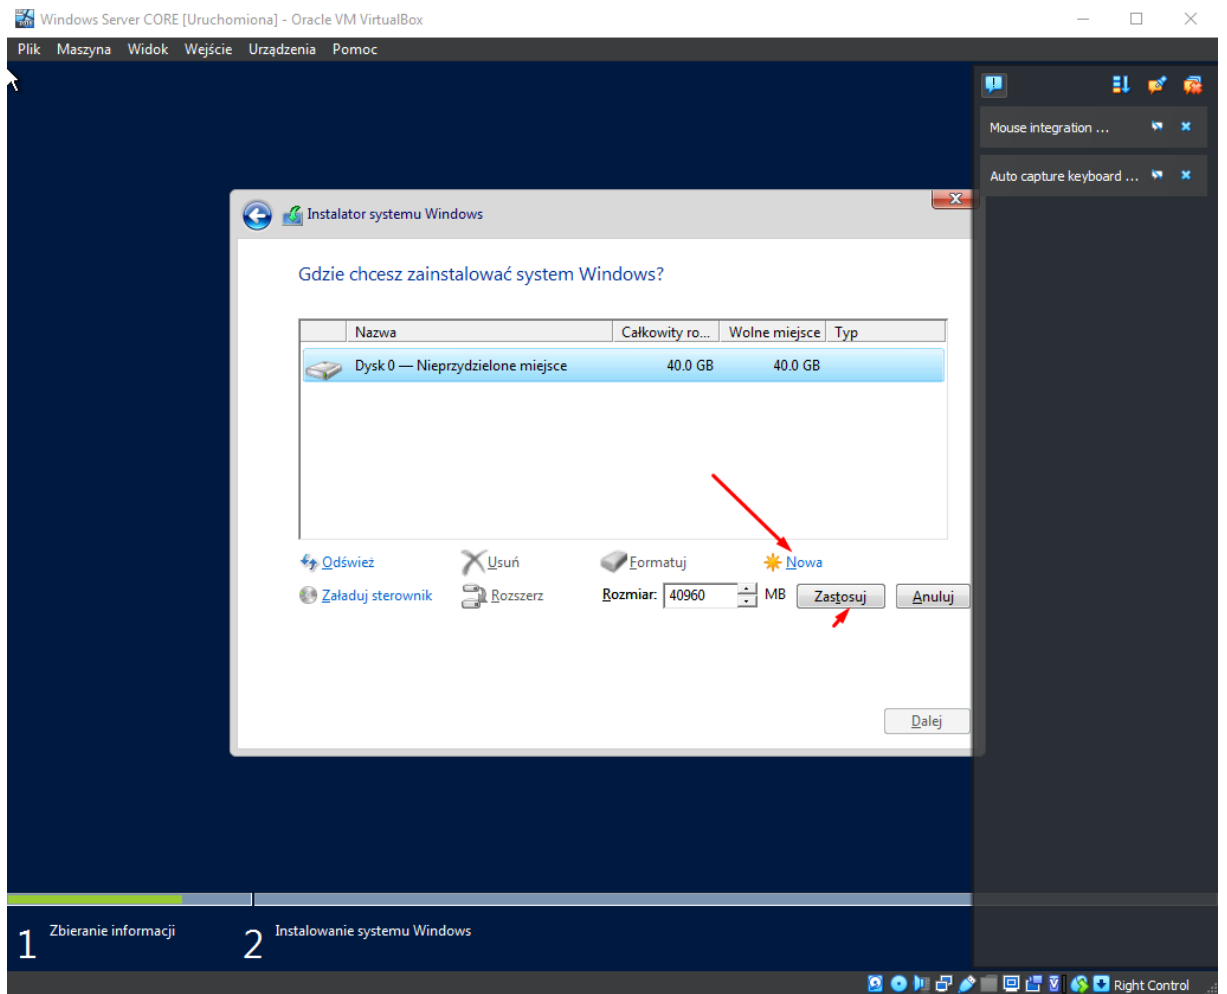 Windows Server CORE [Uruchomiona] - Oracle VM VirtualBox
Plik Maszyna Widok Wejście Urządzenia Pomoc
Mouse integration ...
Auto capture keyboard ...
Instalator systemu Windows
Gdzie chcesz zainstalować system Windows?
Nazwa Całkowity ro... Wolne miejsce Typ
Dysk 0 — Nieprzydzielone miejsce 40.0 GB 40.0 GB
Odśwież Usuń Formatuj Nowa
Załaduj sterownik Rozszerz Rozmiar: 40960 MB Zastosuj Anuluj
Dalej
1 Zbieranie informacji 2 Instalowanie systemu Windows
Right Control